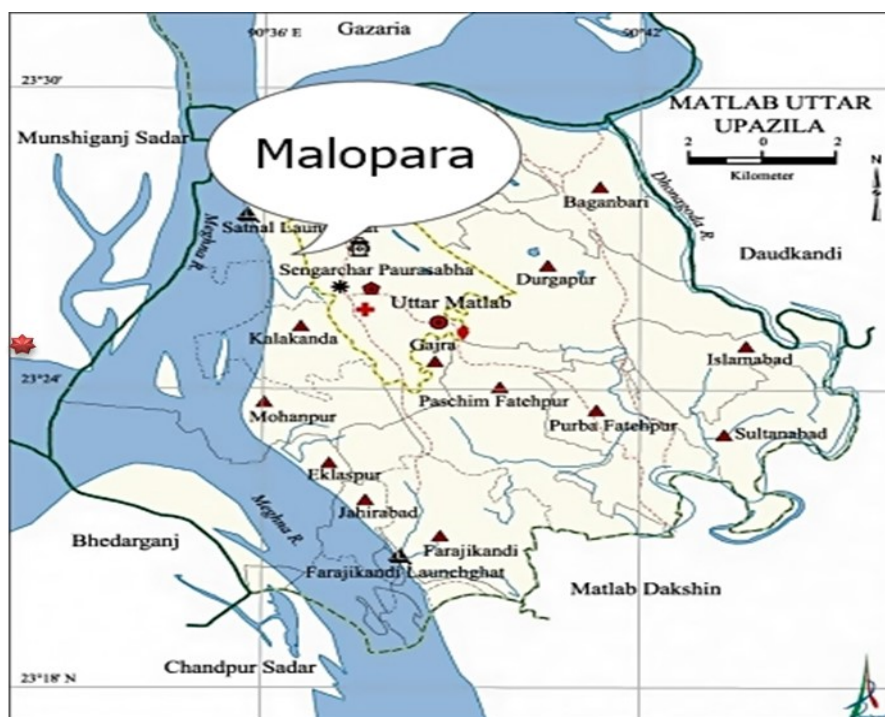 90°36' E
Gazaria
90°42'
23°30'
MATLAB UTTAR
UPAZILA
2 0 2
Kilometer
N
Munshiganj Sadar
Malopara
Baganbari
Dhonagoda R.
Meghna R.
Daudkandi
Durgapur
Sengarchar Paurasabha
Uttar Matlab
Kalakanda
Gajra
Islamabad
23°24'
Paschim Fatehpur
Mohanpur
Purba Fatehpur
Sultanabad
Eklaspur
Jahirabad
Meghna R.
Bhedarganj
Farajikandi
Farajikandi Launchghat
Matlab Dakshin
Chandpur Sadar
23°18' N